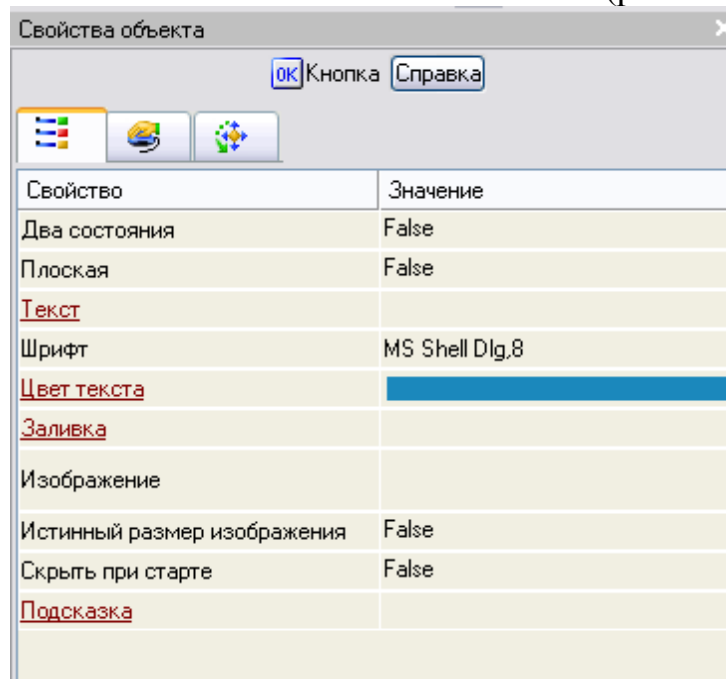 (р
Свойства объекта
ОК Кнопка Справка
Свойство Значение
Два состояния False
Плоская False
Текст
Шрифт MS Shell Dlg,8
Цвет текста
Заливка
Изображение
Истинный размер изображения False
Скрыть при старте False
Подсказка